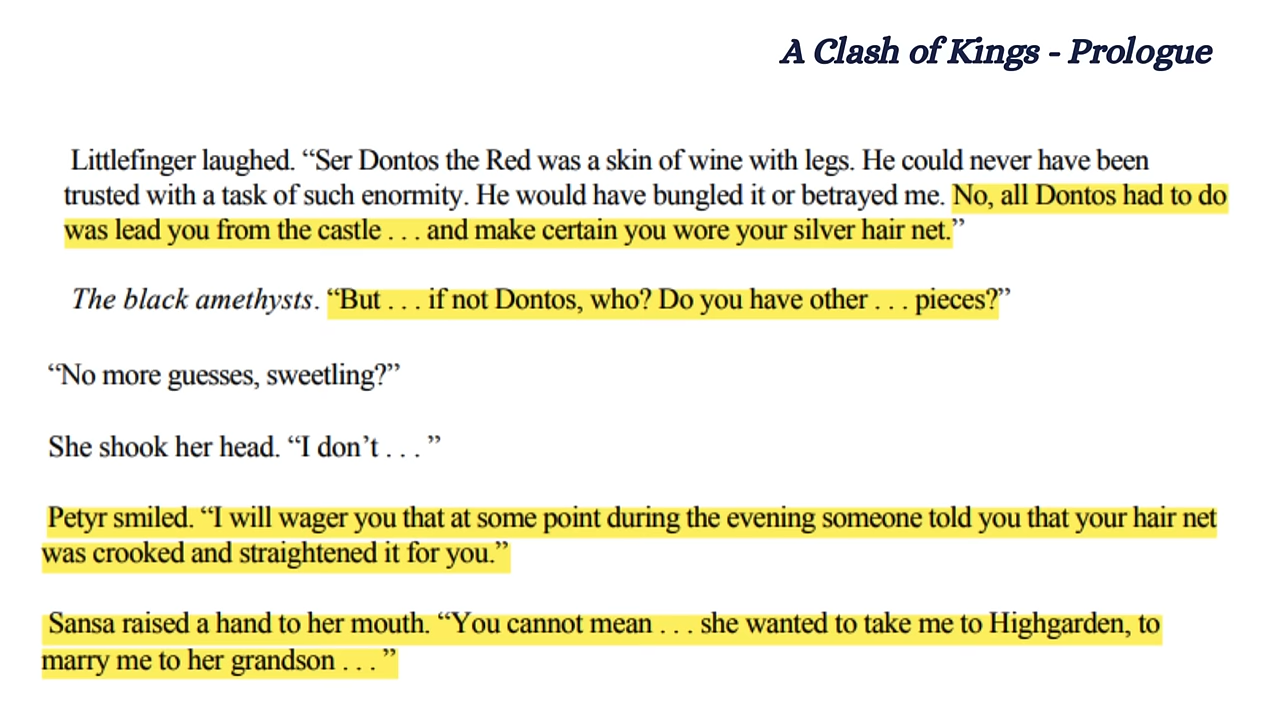 A Clash of Kings - Prologue
Littlefinger laughed. “Ser Dontos the Red was a skin of wine with legs. He could never have been
trusted with a task of such enormity. He would have bungled it or betrayed me. No, all Dontos had to do
was lead you from the castle . . . and make certain you wore your silver hair net.”
The black amethysts. “But . . . if not Dontos, who? Do you have other . . . pieces?”
“No more guesses, sweetling?”
She shook her head. “I don’t . . . ”
Petyr smiled. “I will wager you that at some point during the evening someone told you that your hair net
was crooked and straightened it for you.”
Sansa raised a hand to her mouth. “You cannot mean . . . she wanted to take me to Highgarden, to
marry me to her grandson . . . ”